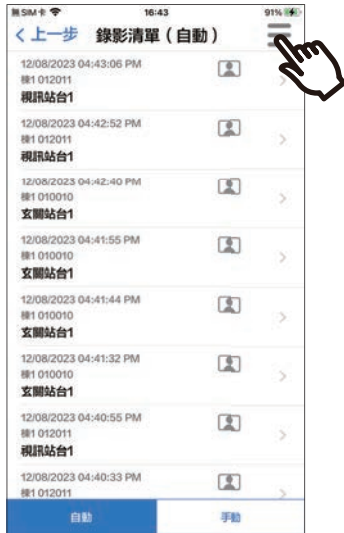 無SIM卡 16:43 91%
上一步 錄影清單（自動）
12/08/2023 04:43:06 PM
棟1 012011
視訊站台1
12/08/2023 04:42:52 PM
棟1 012011
視訊站台1
12/08/2023 04:42:40 PM
棟1 010010
玄關站台1
12/08/2023 04:41:55 PM
棟1 010010
玄關站台1
12/08/2023 04:41:44 PM
棟1 010010
玄關站台1
12/08/2023 04:41:32 PM
棟1 010010
玄關站台1
12/08/2023 04:40:55 PM
棟1 012011
視訊站台1
12/08/2023 04:40:33 PM
棟1 012011
自動 手動